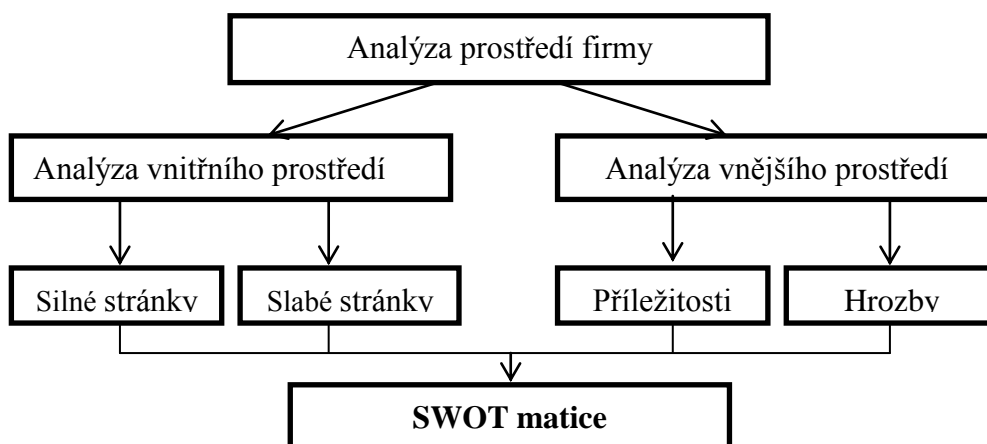 Analýza prostředí firmy
Analýza vnitřního prostředí
Analýza vnějšího prostředí
Silné stránky
Slabé stránky
Příležitosti
Hrozby
SWOT matice